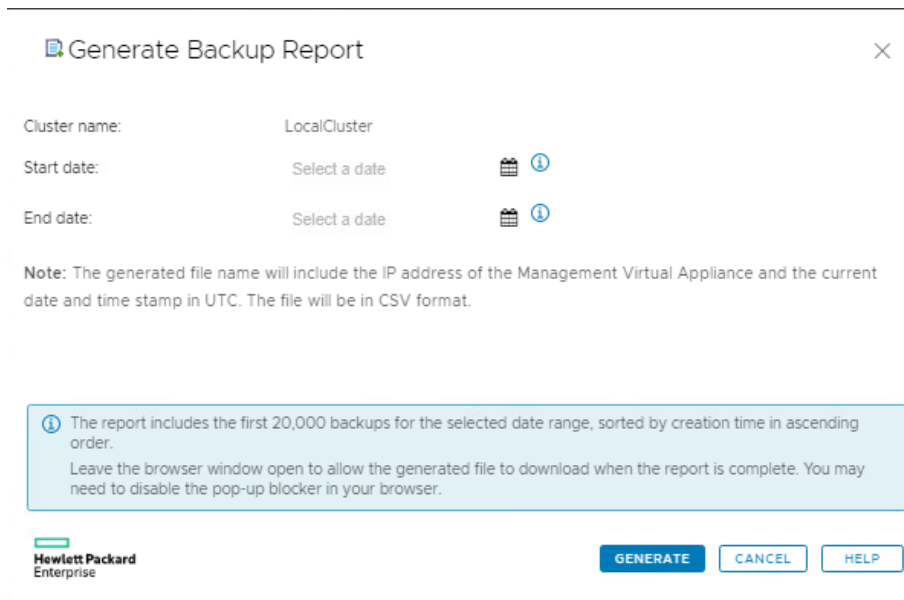 Generate Backup Report
Cluster name: LocalCluster
Start date: Select a date
End date: Select a date
Note: The generated file name will include the IP address of the Management Virtual Appliance and the current
date and time stamp in UTC. The file will be in CSV format.
The report includes the first 20,000 backups for the selected date range, sorted by creation time in ascending
order.
Leave the browser window open to allow the generated file to download when the report is complete. You may
need to disable the pop-up blocker in your browser.
Hewlett Packard
Enterprise
GENERATE CANCEL HELP